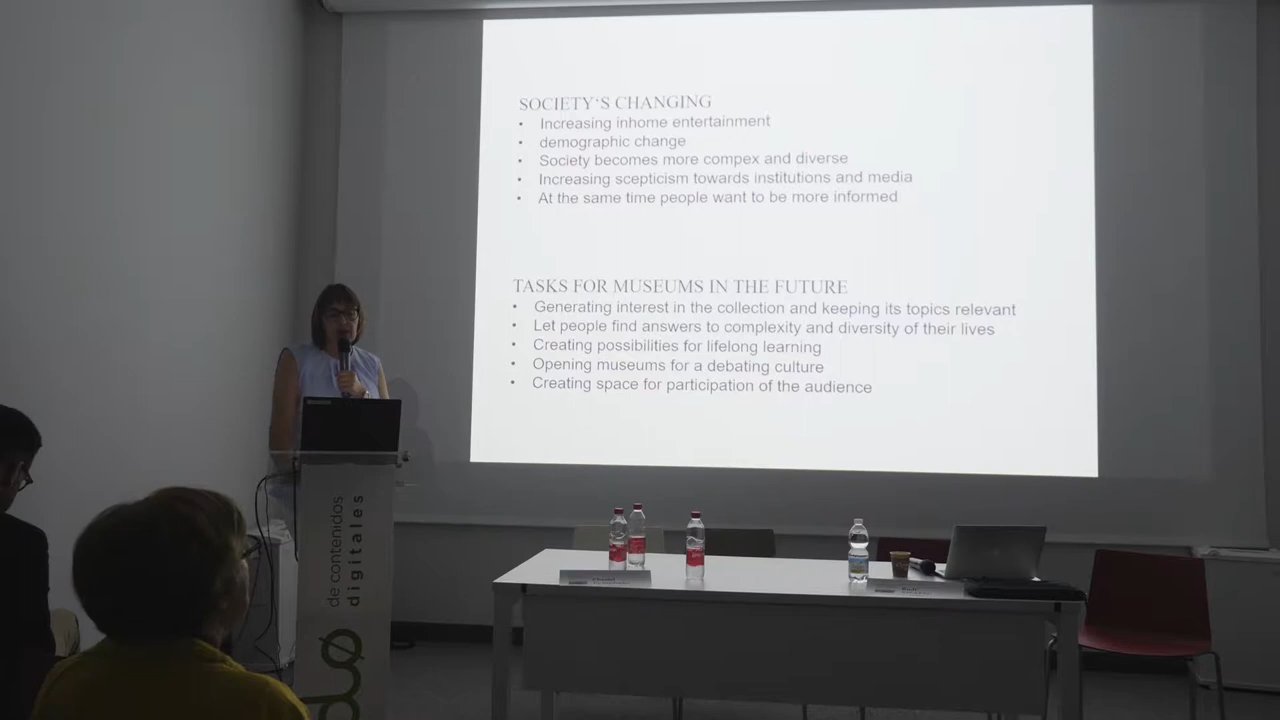 SOCIETY‘S CHANGING
• Increasing inhome entertainment
• demographic change
• Society becomes more compex and diverse
• Increasing scepticism towards institutions and media
• At the same time people want to be more informed
TASKS FOR MUSEUMS IN THE FUTURE
• Generating interest in the collection and keeping its topics relevant
• Let people find answers to complexity and diversity of their lives
• Creating possibilities for lifelong learning
• Opening museums for a debating culture
• Creating space for participation of the audience
de contenidos
digitales